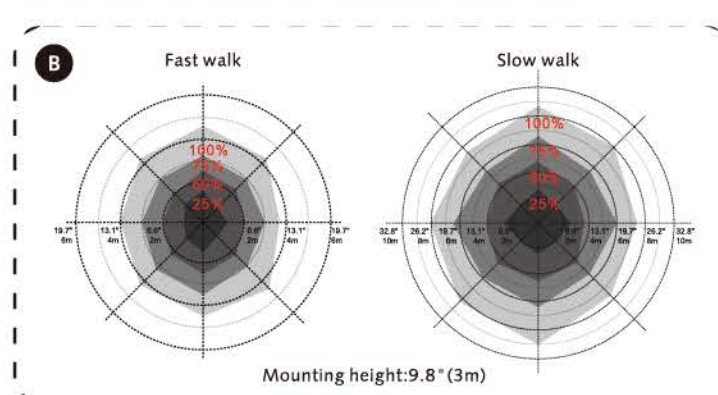 B
Fast walk
Slow walk
100%
75%
50%
25%
100%
75%
50%
25%
19.7" 13.1" 6.6" 6.6" 13.1" 19.7"
6m 4m 2m 2m 4m 6m
32.8" 26.2" 19.7" 13.1" 13.1" 19.7" 26.2" 32.8"
10m 8m 6m 4m 4m 6m 8m 10m
Mounting height:9.8"(3m)